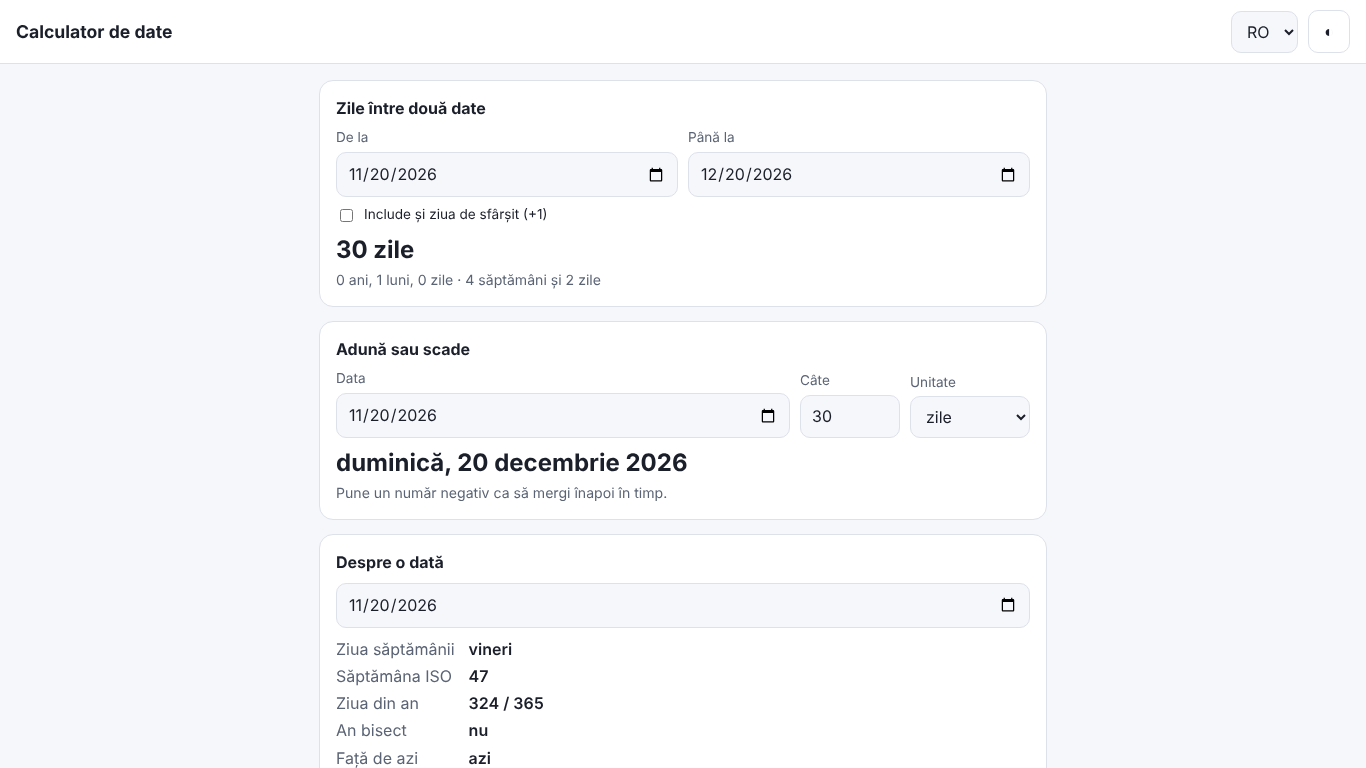 Calculator de date
RO
Zile între două date
De la
Până la
11/20/2026
12/20/2026
Include și ziua de sfârșit (+1)
30 zile
0 ani, 1 luni, 0 zile · 4 săptămâni și 2 zile
Adună sau scade
Data
Câte
Unitate
11/20/2026
30
zile
duminică, 20 decembrie 2026
Pune un număr negativ ca să mergi înapoi în timp.
Despre o dată
11/20/2026
Ziua săptămânii vineri
Săptămâna ISO 47
Ziua din an 324 / 365
An bisect nu
Față de azi azi